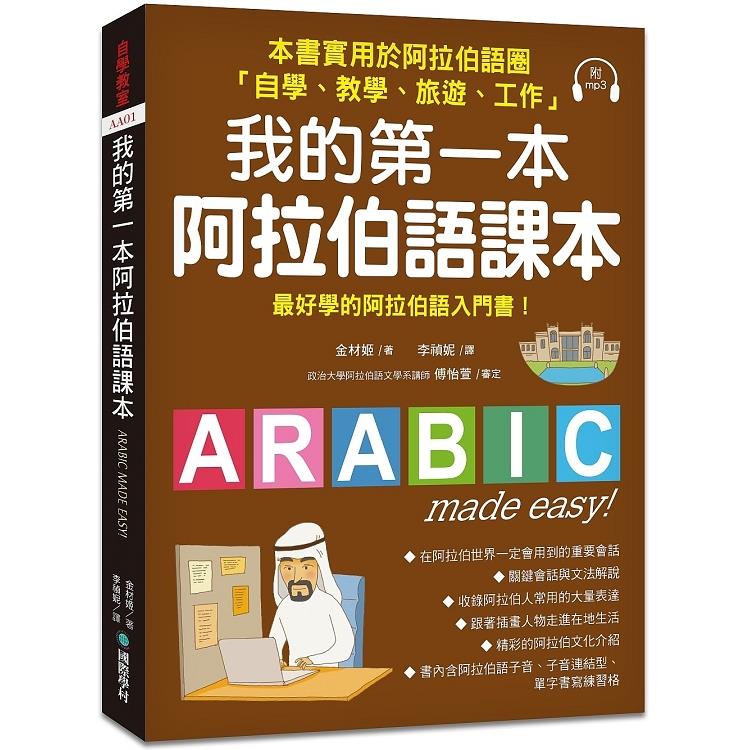 自學教室
AA01
我的第一本阿拉伯語課本
ARABIC MADE EASY!
金材姬／著
李禎妮／譯
國際學村
本書實用於阿拉伯語圈
「自學、教學、旅遊、工作」
附
mp3
我的第一本
阿拉伯語課本
最好學的阿拉伯語入門書！
金材姬／著 李禎妮／譯
政治大學阿拉伯語文學系講師 傅怡萱／審定
ARABIC
made easy!
◆在阿拉伯世界一定會用到的重要會話
◆關鍵會話與文法解說
◆收錄阿拉伯人常用的大量表達
◆跟著插畫人物走進在地生活
◆精彩的阿拉伯文化介紹
◆書內含阿拉伯語子音、子音連結型、
單字書寫練習格